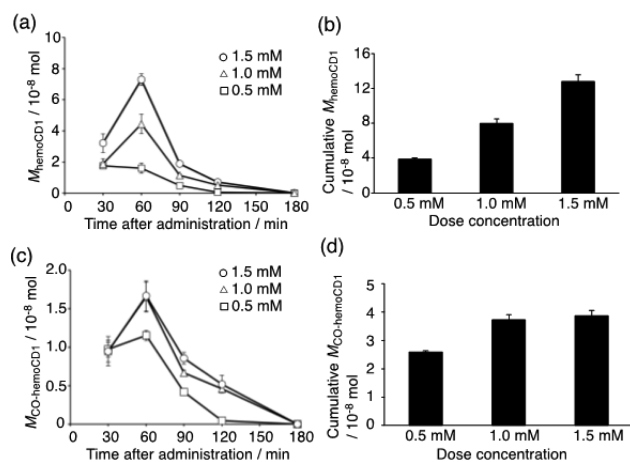 (a)
○ 1.5 mM
△ 1.0 mM
□ 0.5 mM
M hemoCD1 / 10⁻⁸ mol
10
8
6
4
2
0
0 30 60 90 120 150 180
Time after administration / min
(b)
Cumulative M hemoCD1
/ 10⁻⁸ mol
16
12
8
4
0
0.5 mM 1.0 mM 1.5 mM
Dose concentration
(c)
○ 1.5 mM
△ 1.0 mM
□ 0.5 mM
M CO-hemoCD1 / 10⁻⁸ mol
2.0
1.5
1.0
0.5
0
0 30 60 90 120 150 180
Time after administration / min
(d)
Cumulative M CO-hemoCD1
/ 10⁻⁸ mol
5
4
3
2
1
0
0.5 mM 1.0 mM 1.5 mM
Dose concentration